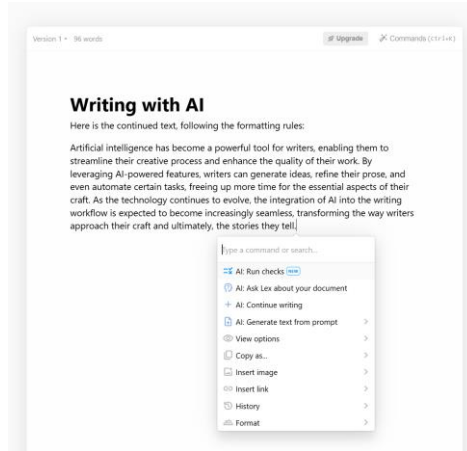 Version 1 96 words
Upgrade
Commands (Ctrl+K)
Writing with AI
Here is the continued text, following the formatting rules:
Artificial intelligence has become a powerful tool for writers, enabling them to
streamline their creative process and enhance the quality of their work. By
leveraging AI-powered features, writers can generate ideas, refine their prose, and
even automate certain tasks, freeing up more time for the essential aspects of their
craft. As the technology continues to evolve, the integration of AI into the writing
workflow is expected to become increasingly seamless, transforming the way writers
approach their craft and ultimately, the stories they tell.
Type a command or search...
AI: Run checks NEW
AI: Ask Lex about your document
AI: Continue writing
AI: Generate text from prompt
View options
Copy as...
Insert image
Insert link
History
Format